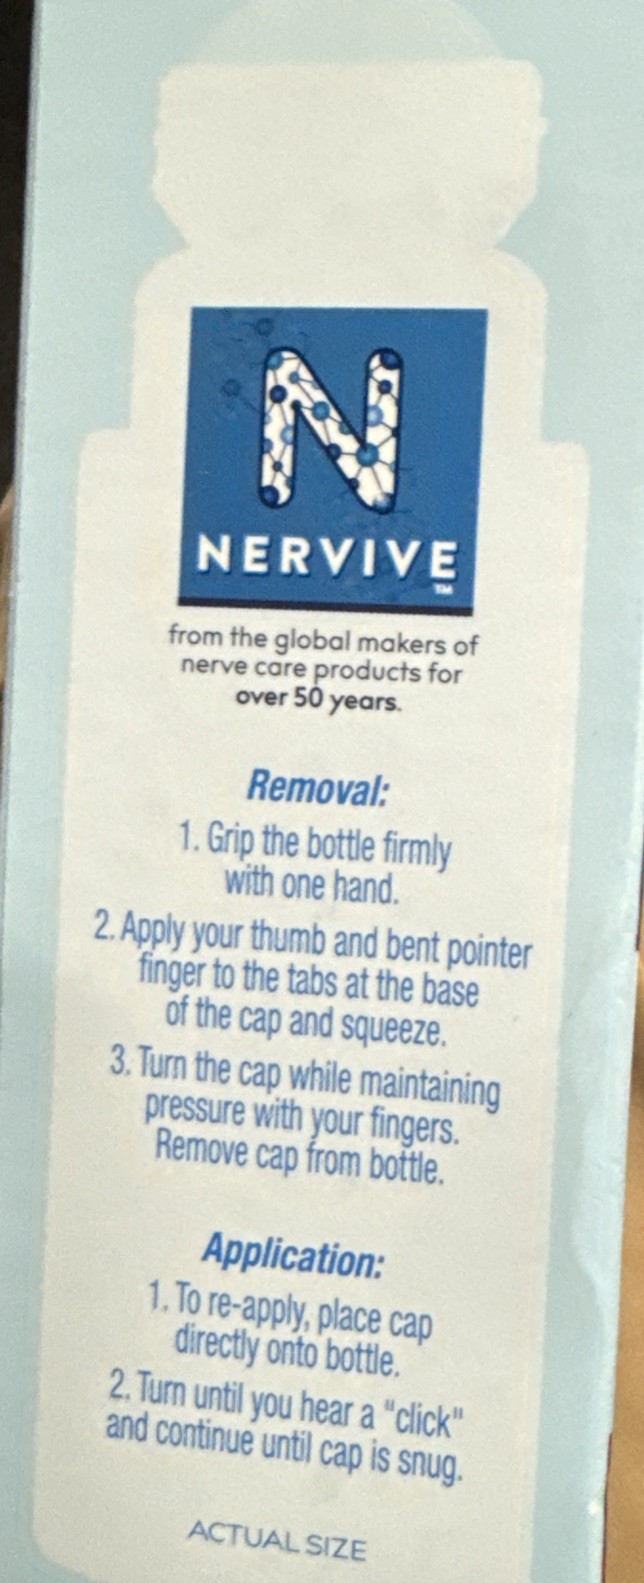 N
NERVIVE
TM
from the global makers of
nerve care products for
over 50 years.
Removal:
1. Grip the bottle firmly
with one hand.
2. Apply your thumb and bent pointer
finger to the tabs at the base
of the cap and squeeze.
3. Turn the cap while maintaining
pressure with your fingers.
Remove cap from bottle.
Application:
1. To re-apply, place cap
directly onto bottle.
2. Turn until you hear a "click"
and continue until cap is snug.
ACTUAL SIZE